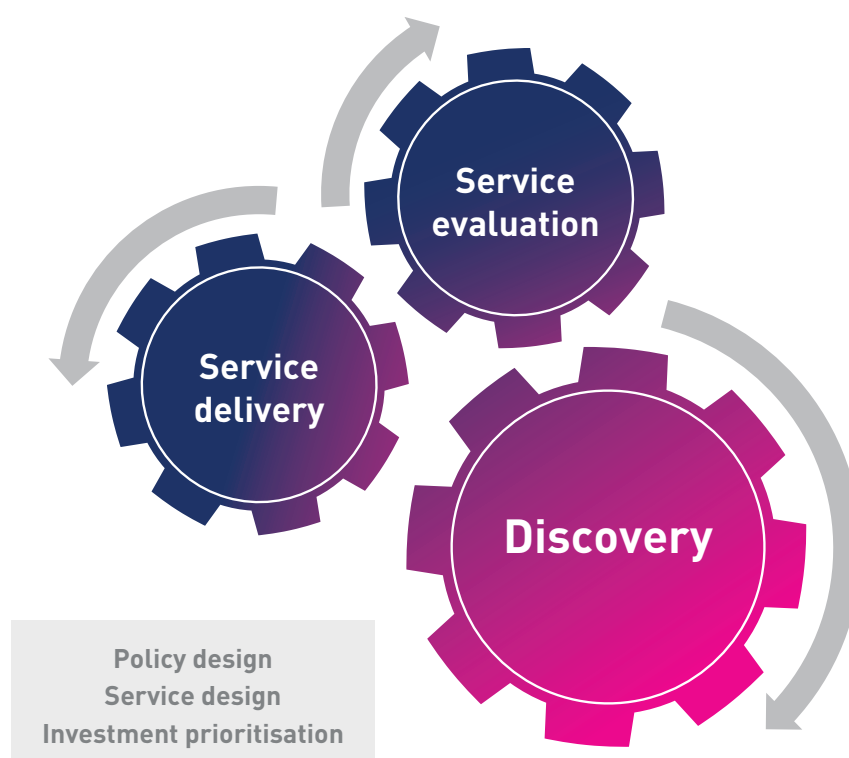 Service
evaluation
Service
delivery
Discovery
Policy design
Service design
Investment prioritisation